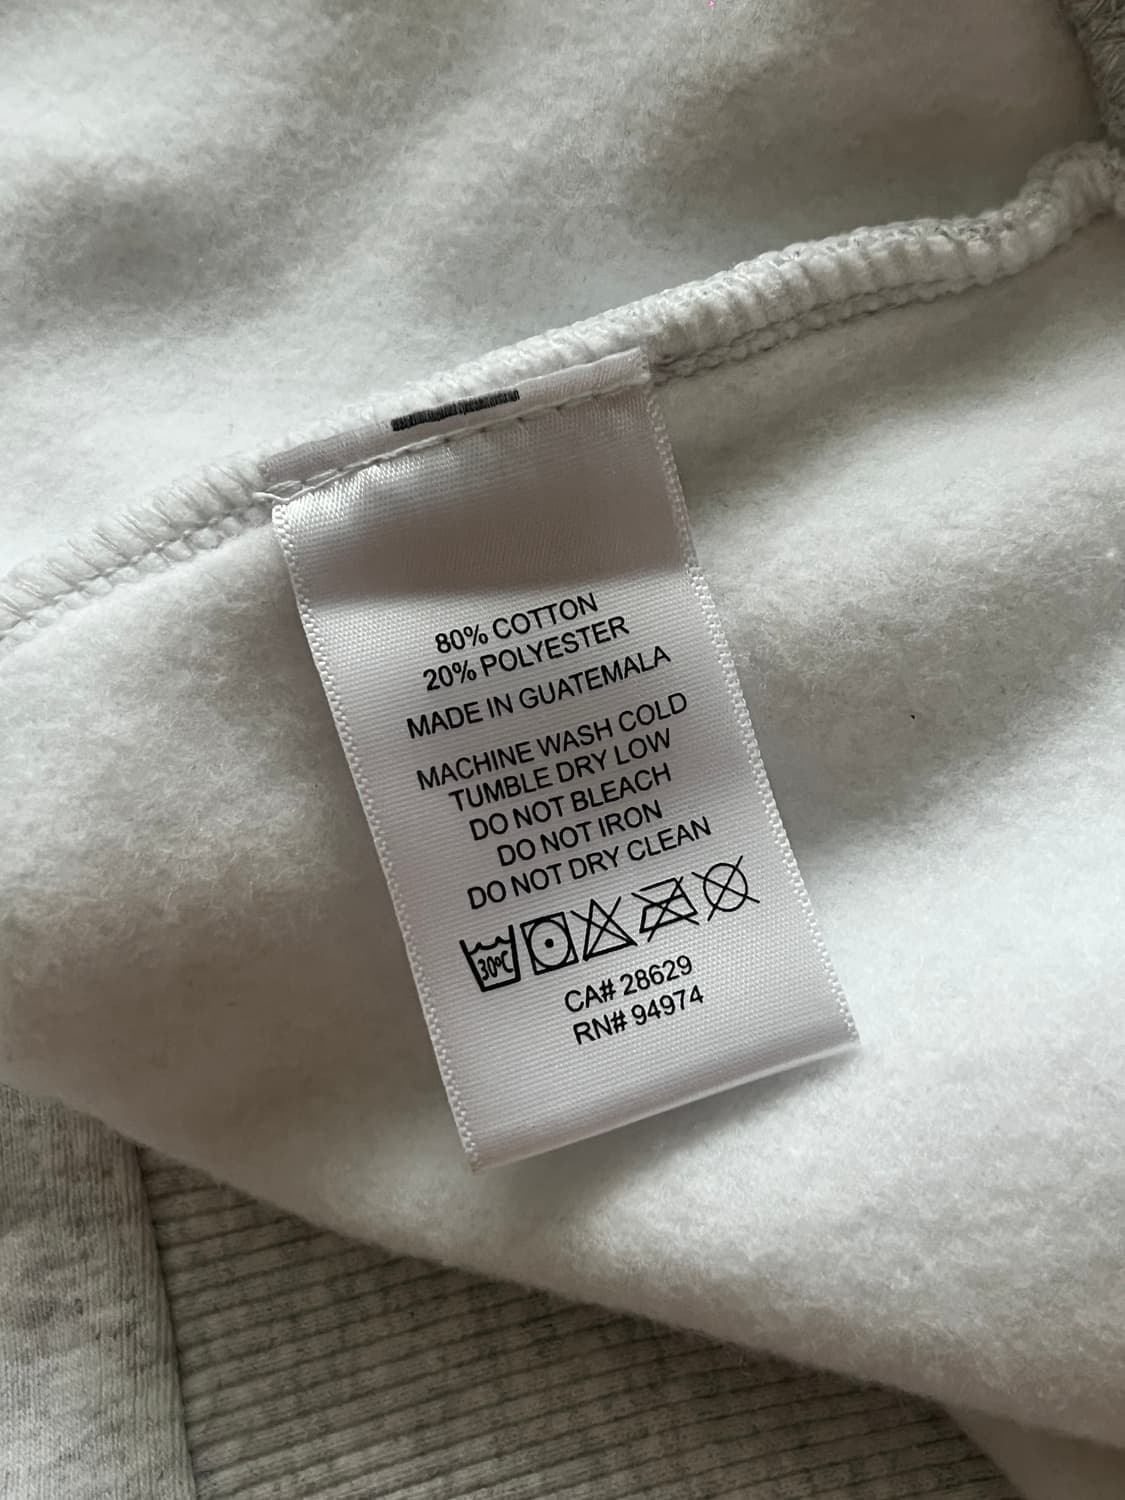 80% COTTON
20% POLYESTER
MADE IN GUATEMALA
MACHINE WASH COLD
TUMBLE DRY LOW
DO NOT BLEACH
DO NOT IRON
DO NOT DRY CLEAN
30°C
CA# 28629
RN# 94974